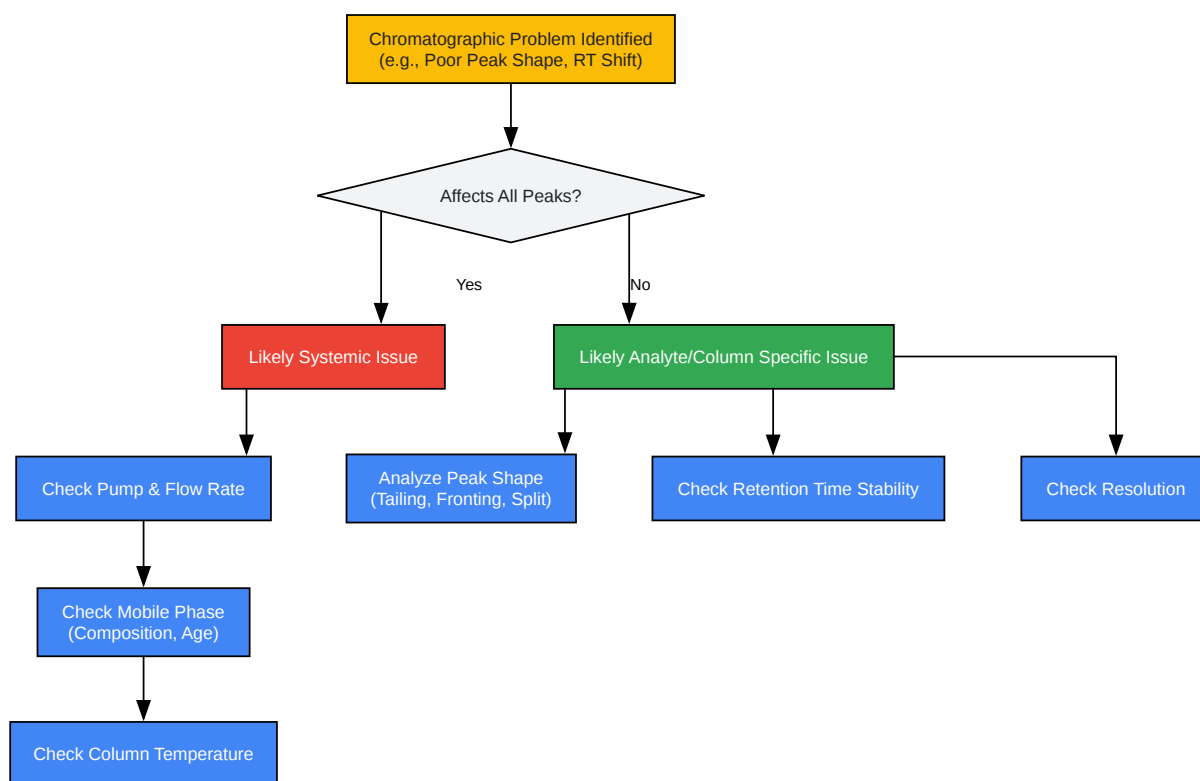 Chromatographic Problem Identified
(e.g., Poor Peak Shape, RT Shift)
Affects All Peaks?
Yes
No
Likely Systemic Issue
Likely Analyte/Column Specific Issue
Check Pump & Flow Rate
Analyze Peak Shape
(Tailing, Fronting, Split)
Check Retention Time Stability
Check Resolution
Check Mobile Phase
(Composition, Age)
Check Column Temperature